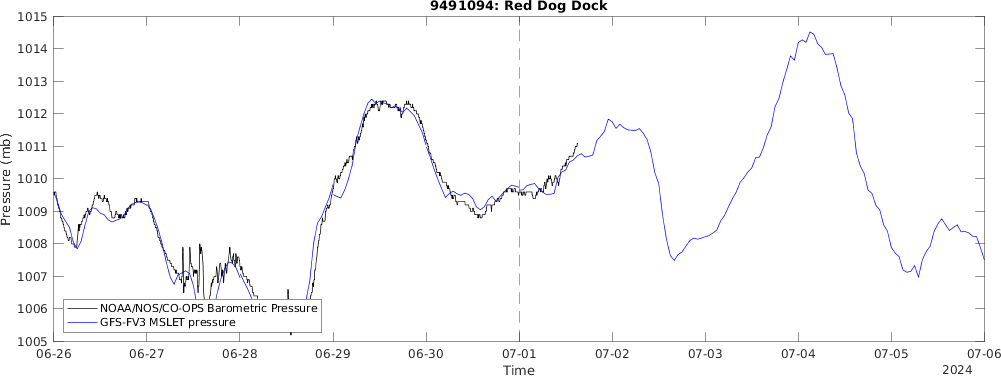 9491094: Red Dog Dock
1015
1014
1013
1012
1011
1010
1009
1008
1007
1006
1005
Pressure (mb)
NOAA/NOS/CO-OPS Barometric Pressure
GFS-FV3 MSLET pressure
06-26 06-27 06-28 06-29 06-30 07-01 07-02 07-03 07-04 07-05 07-06
Time
2024